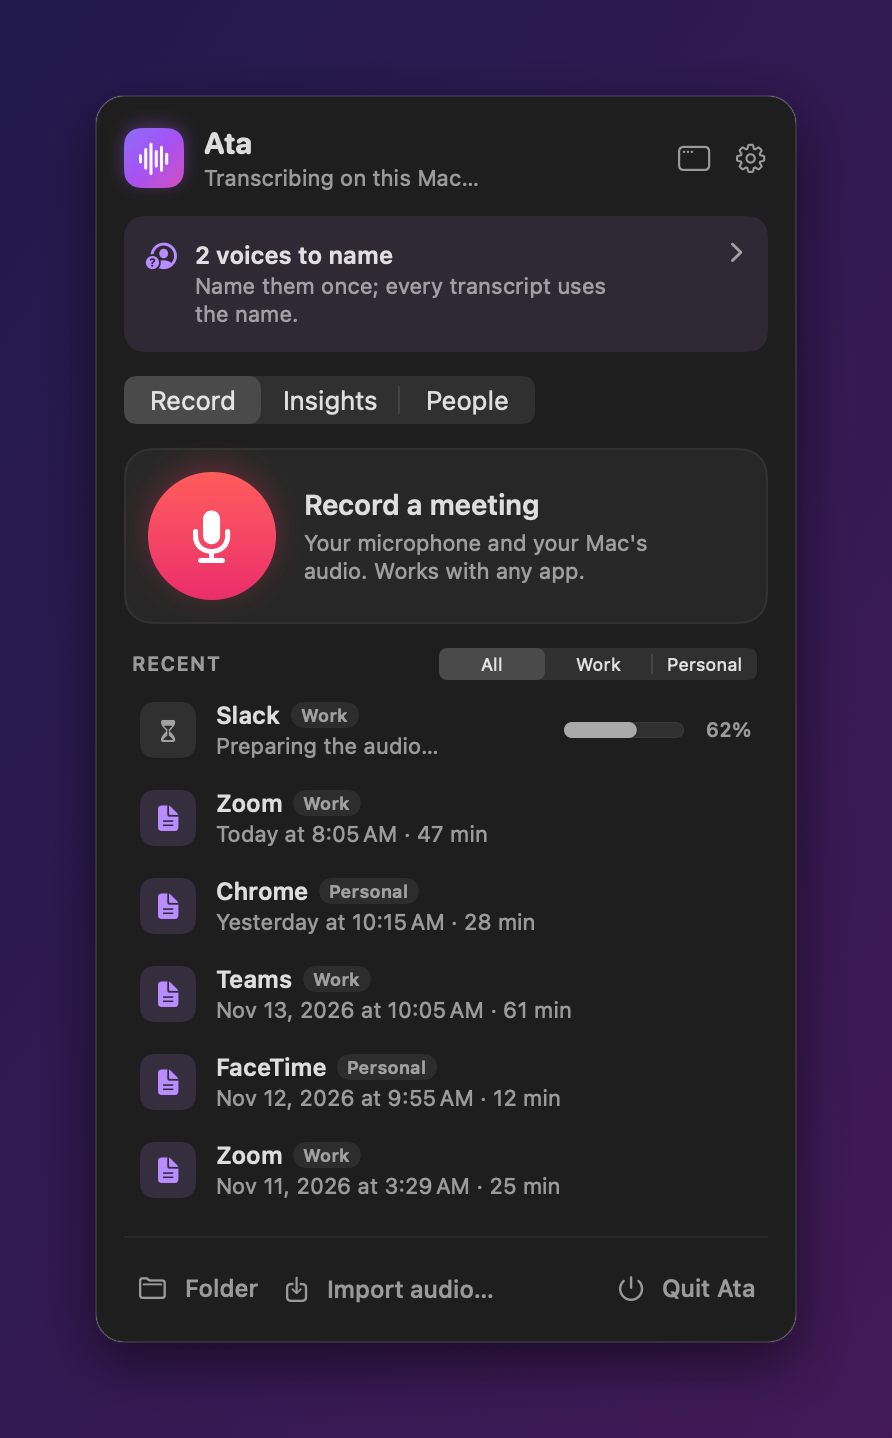 Ata
Transcribing on this Mac...
2 voices to name
Name them once; every transcript uses
the name.
Record Insights People
Record a meeting
Your microphone and your Mac's
audio. Works with any app.
RECENT All Work Personal
Slack Work
Preparing the audio...
62%
Zoom Work
Today at 8:05 AM · 47 min
Chrome Personal
Yesterday at 10:15 AM · 28 min
Teams Work
Nov 13, 2026 at 10:05 AM · 61 min
FaceTime Personal
Nov 12, 2026 at 9:55 AM · 12 min
Zoom Work
Nov 11, 2026 at 3:29 AM · 25 min
Folder Import audio... Quit Ata